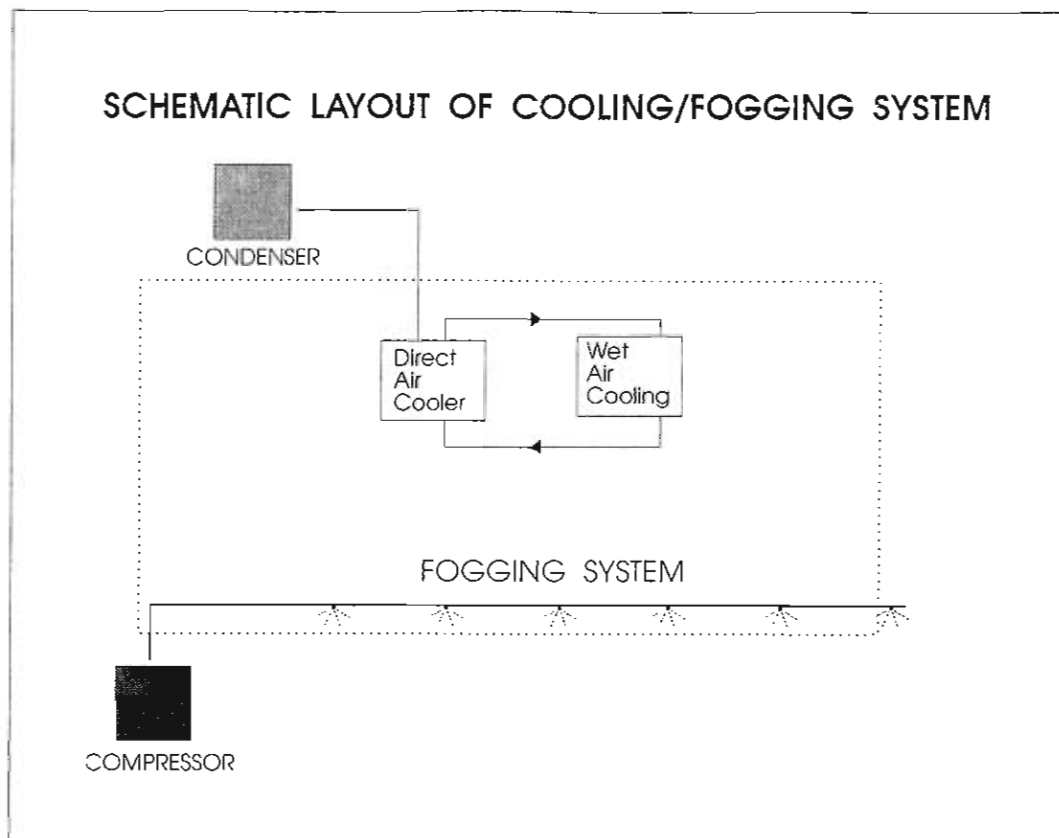 SCHEMATIC LAYOUT OF COOLING/FOGGING SYSTEM
CONDENSER
Direct
Air
Cooler
Wet
Air
Cooling
FOGGING SYSTEM
COMPRESSOR